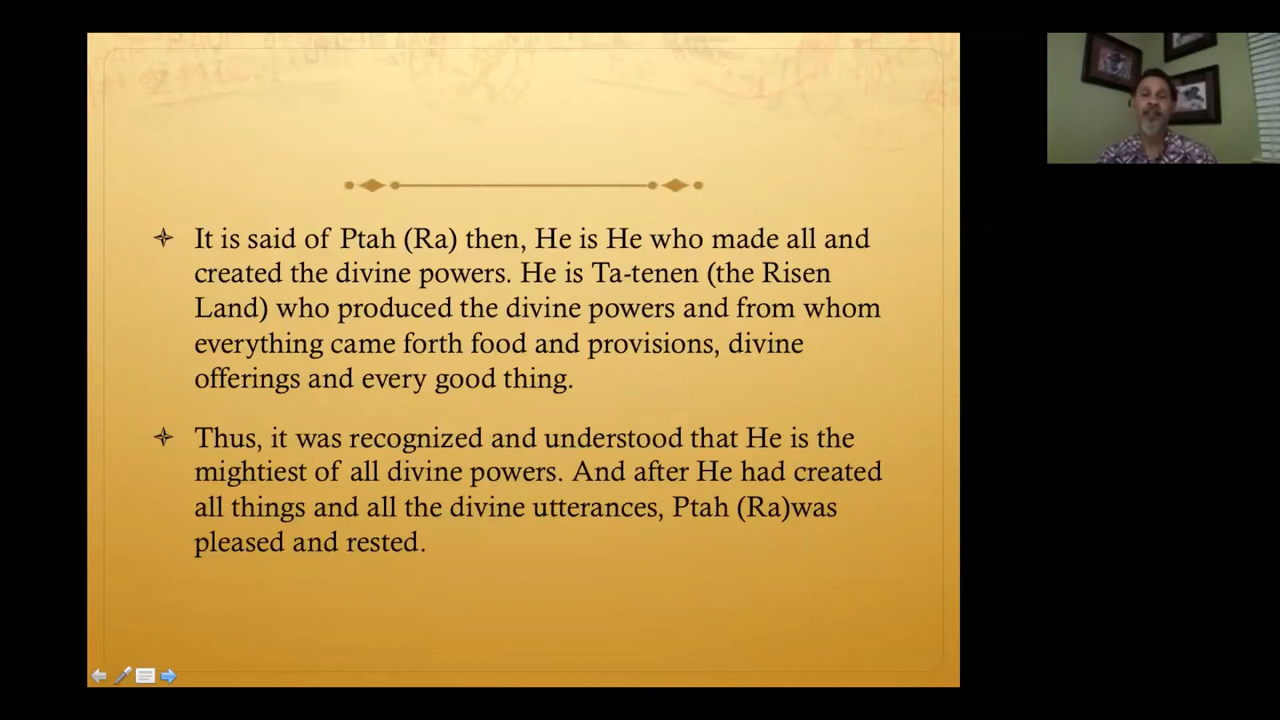 It is said of Ptah (Ra) then, He is He who made all and
created the divine powers. He is Ta-tenen (the Risen
Land) who produced the divine powers and from whom
everything came forth food and provisions, divine
offerings and every good thing.
Thus, it was recognized and understood that He is the
mightiest of all divine powers. And after He had created
all things and all the divine utterances, Ptah (Ra)was
pleased and rested.